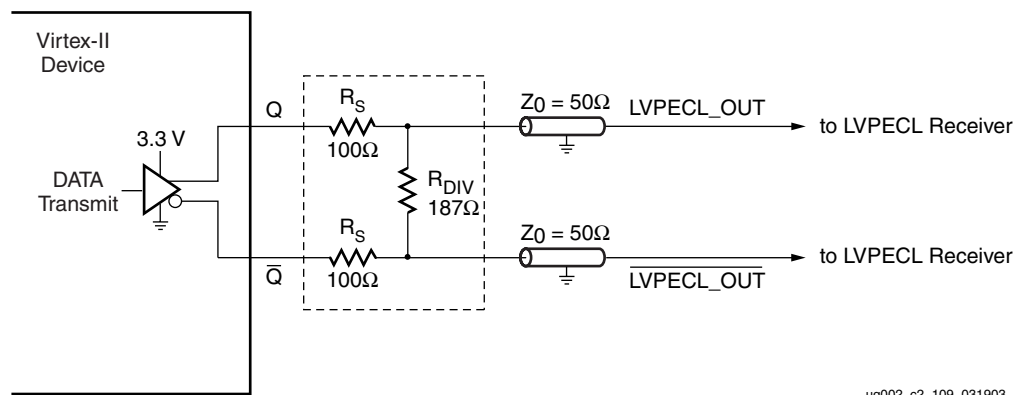 Virtex-II
Device
3.3 V
DATA
Transmit
Q
Q̅
R_S
100Ω
R_DIV
187Ω
R_S
100Ω
Z0 = 50Ω
LVPECL_OUT
to LVPECL Receiver
Z0 = 50Ω
L̅V̅P̅E̅C̅L̅_̅O̅U̅T̅
to LVPECL Receiver
ug002_c2_109_031903